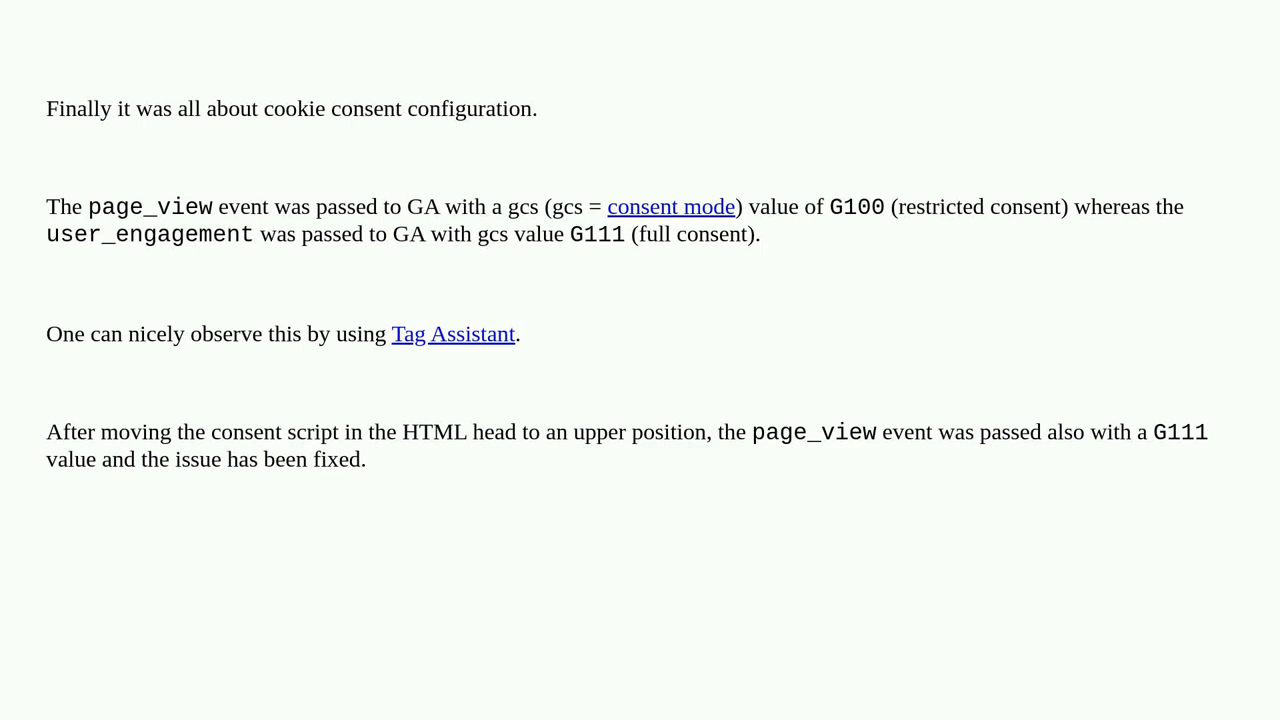 Finally it was all about cookie consent configuration.
The page_view event was passed to GA with a gcs (gcs = consent mode) value of G100 (restricted consent) whereas the
user_engagement was passed to GA with gcs value G111 (full consent).
One can nicely observe this by using Tag Assistant.
After moving the consent script in the HTML head to an upper position, the page_view event was passed also with a G111
value and the issue has been fixed.